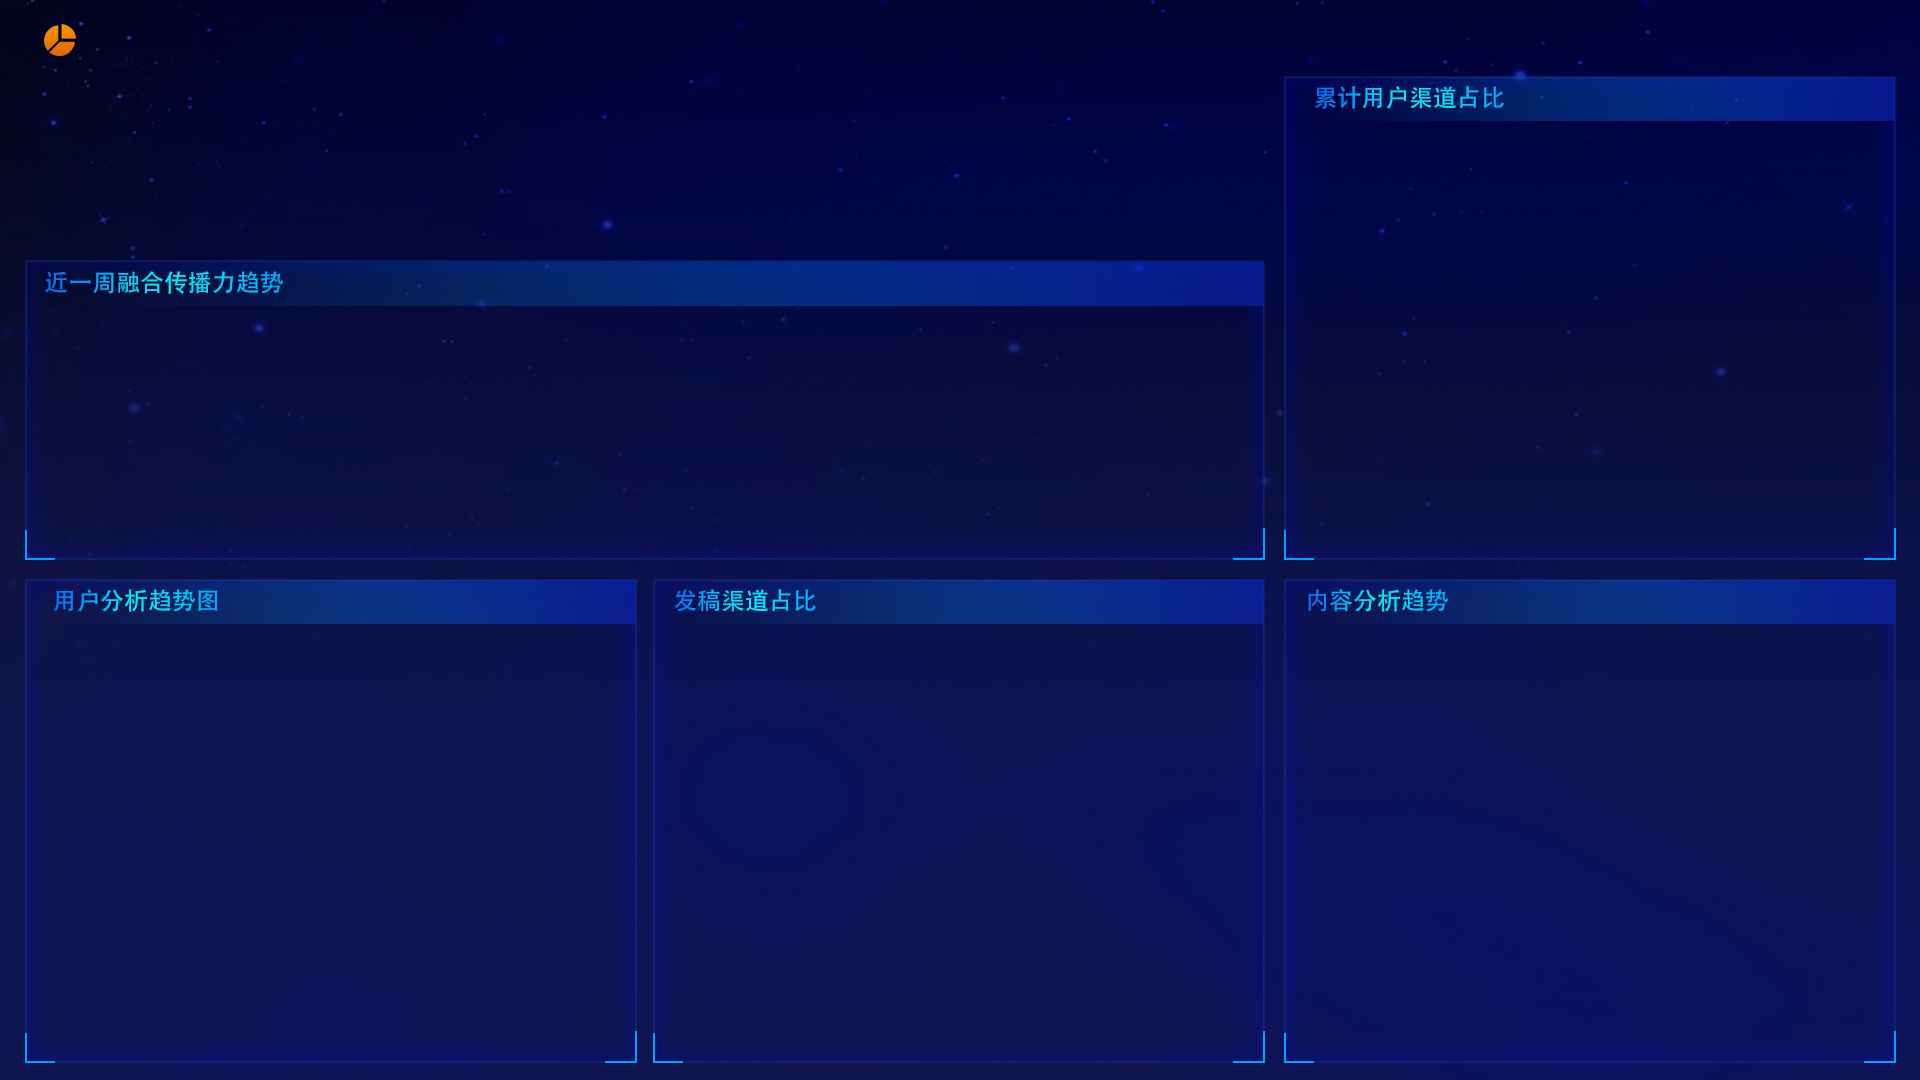 累计用户渠道占比
近一周融合传播力趋势
用户分析趋势图
发稿渠道占比
内容分析趋势